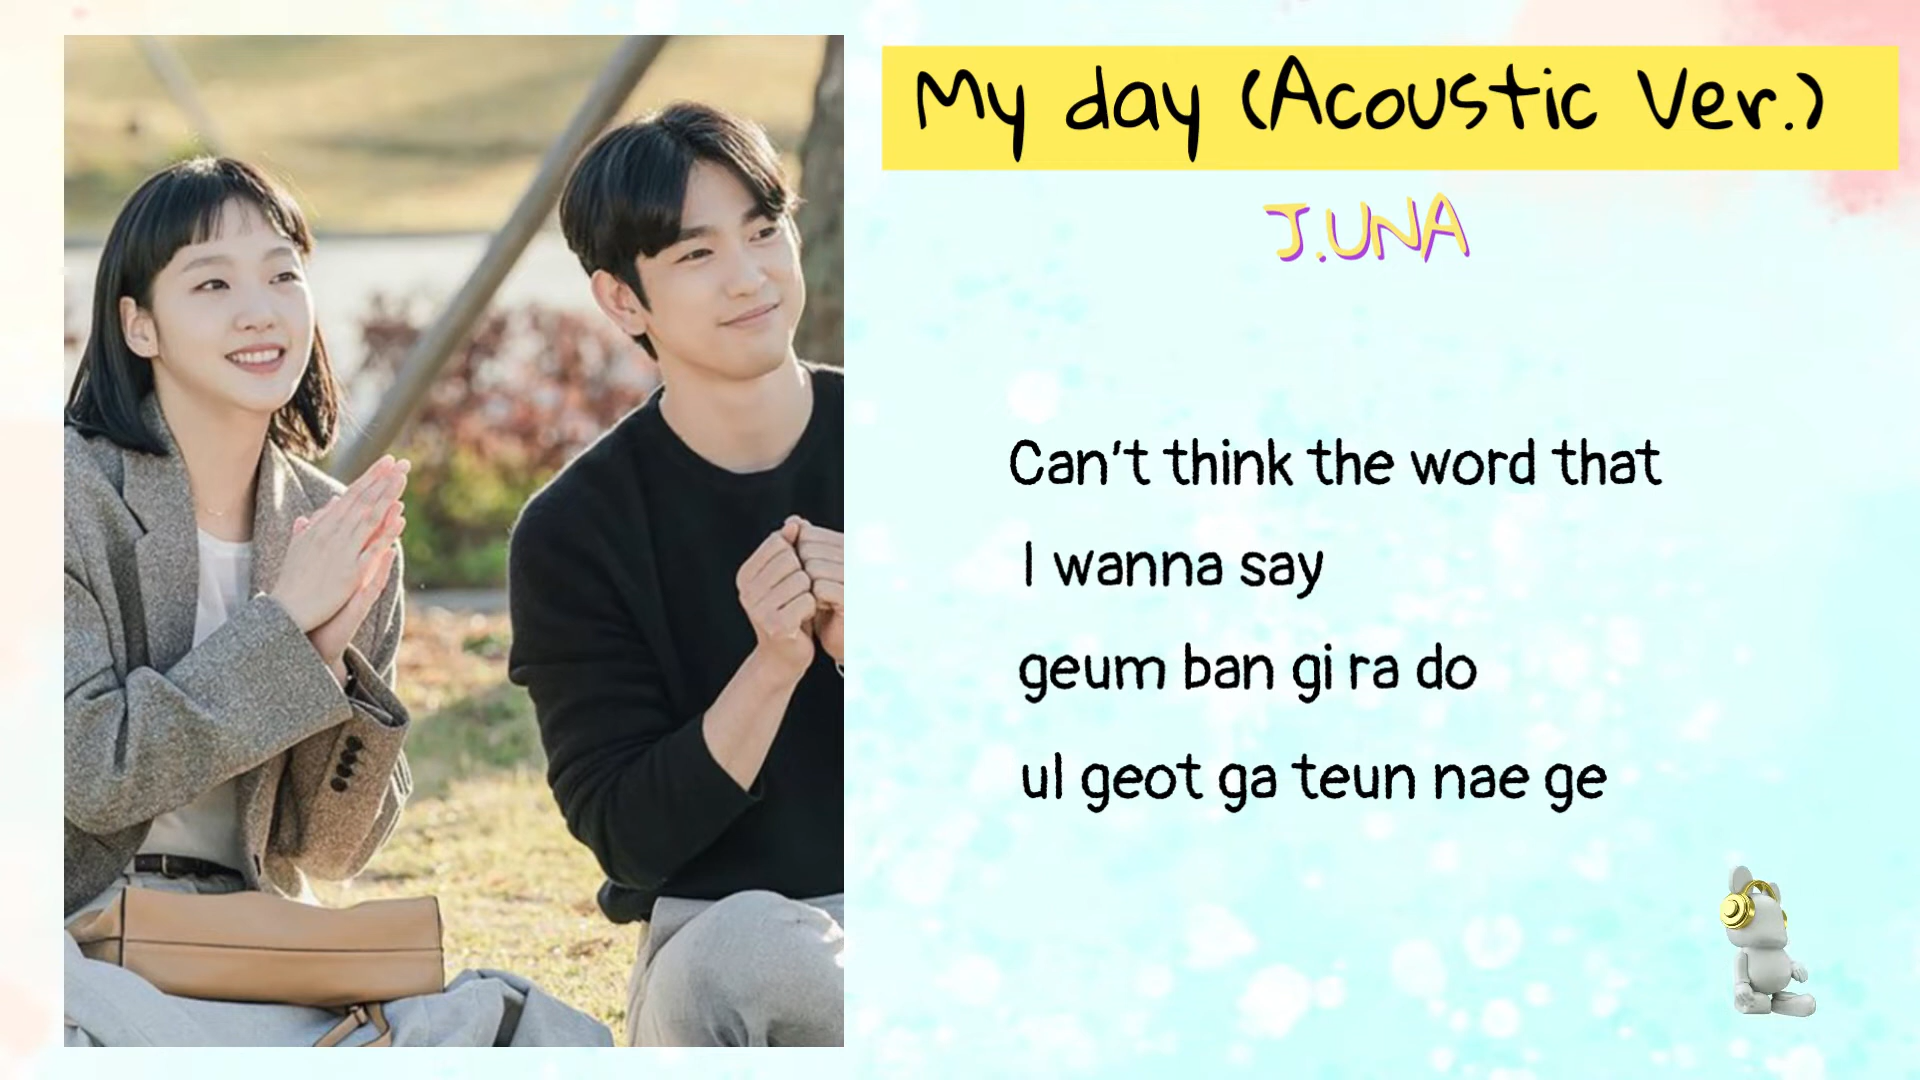 My day (Acoustic Ver.)
J.UNA
Can't think the word that
I wanna say
geum ban gi ra do
ul geot ga teun nae ge